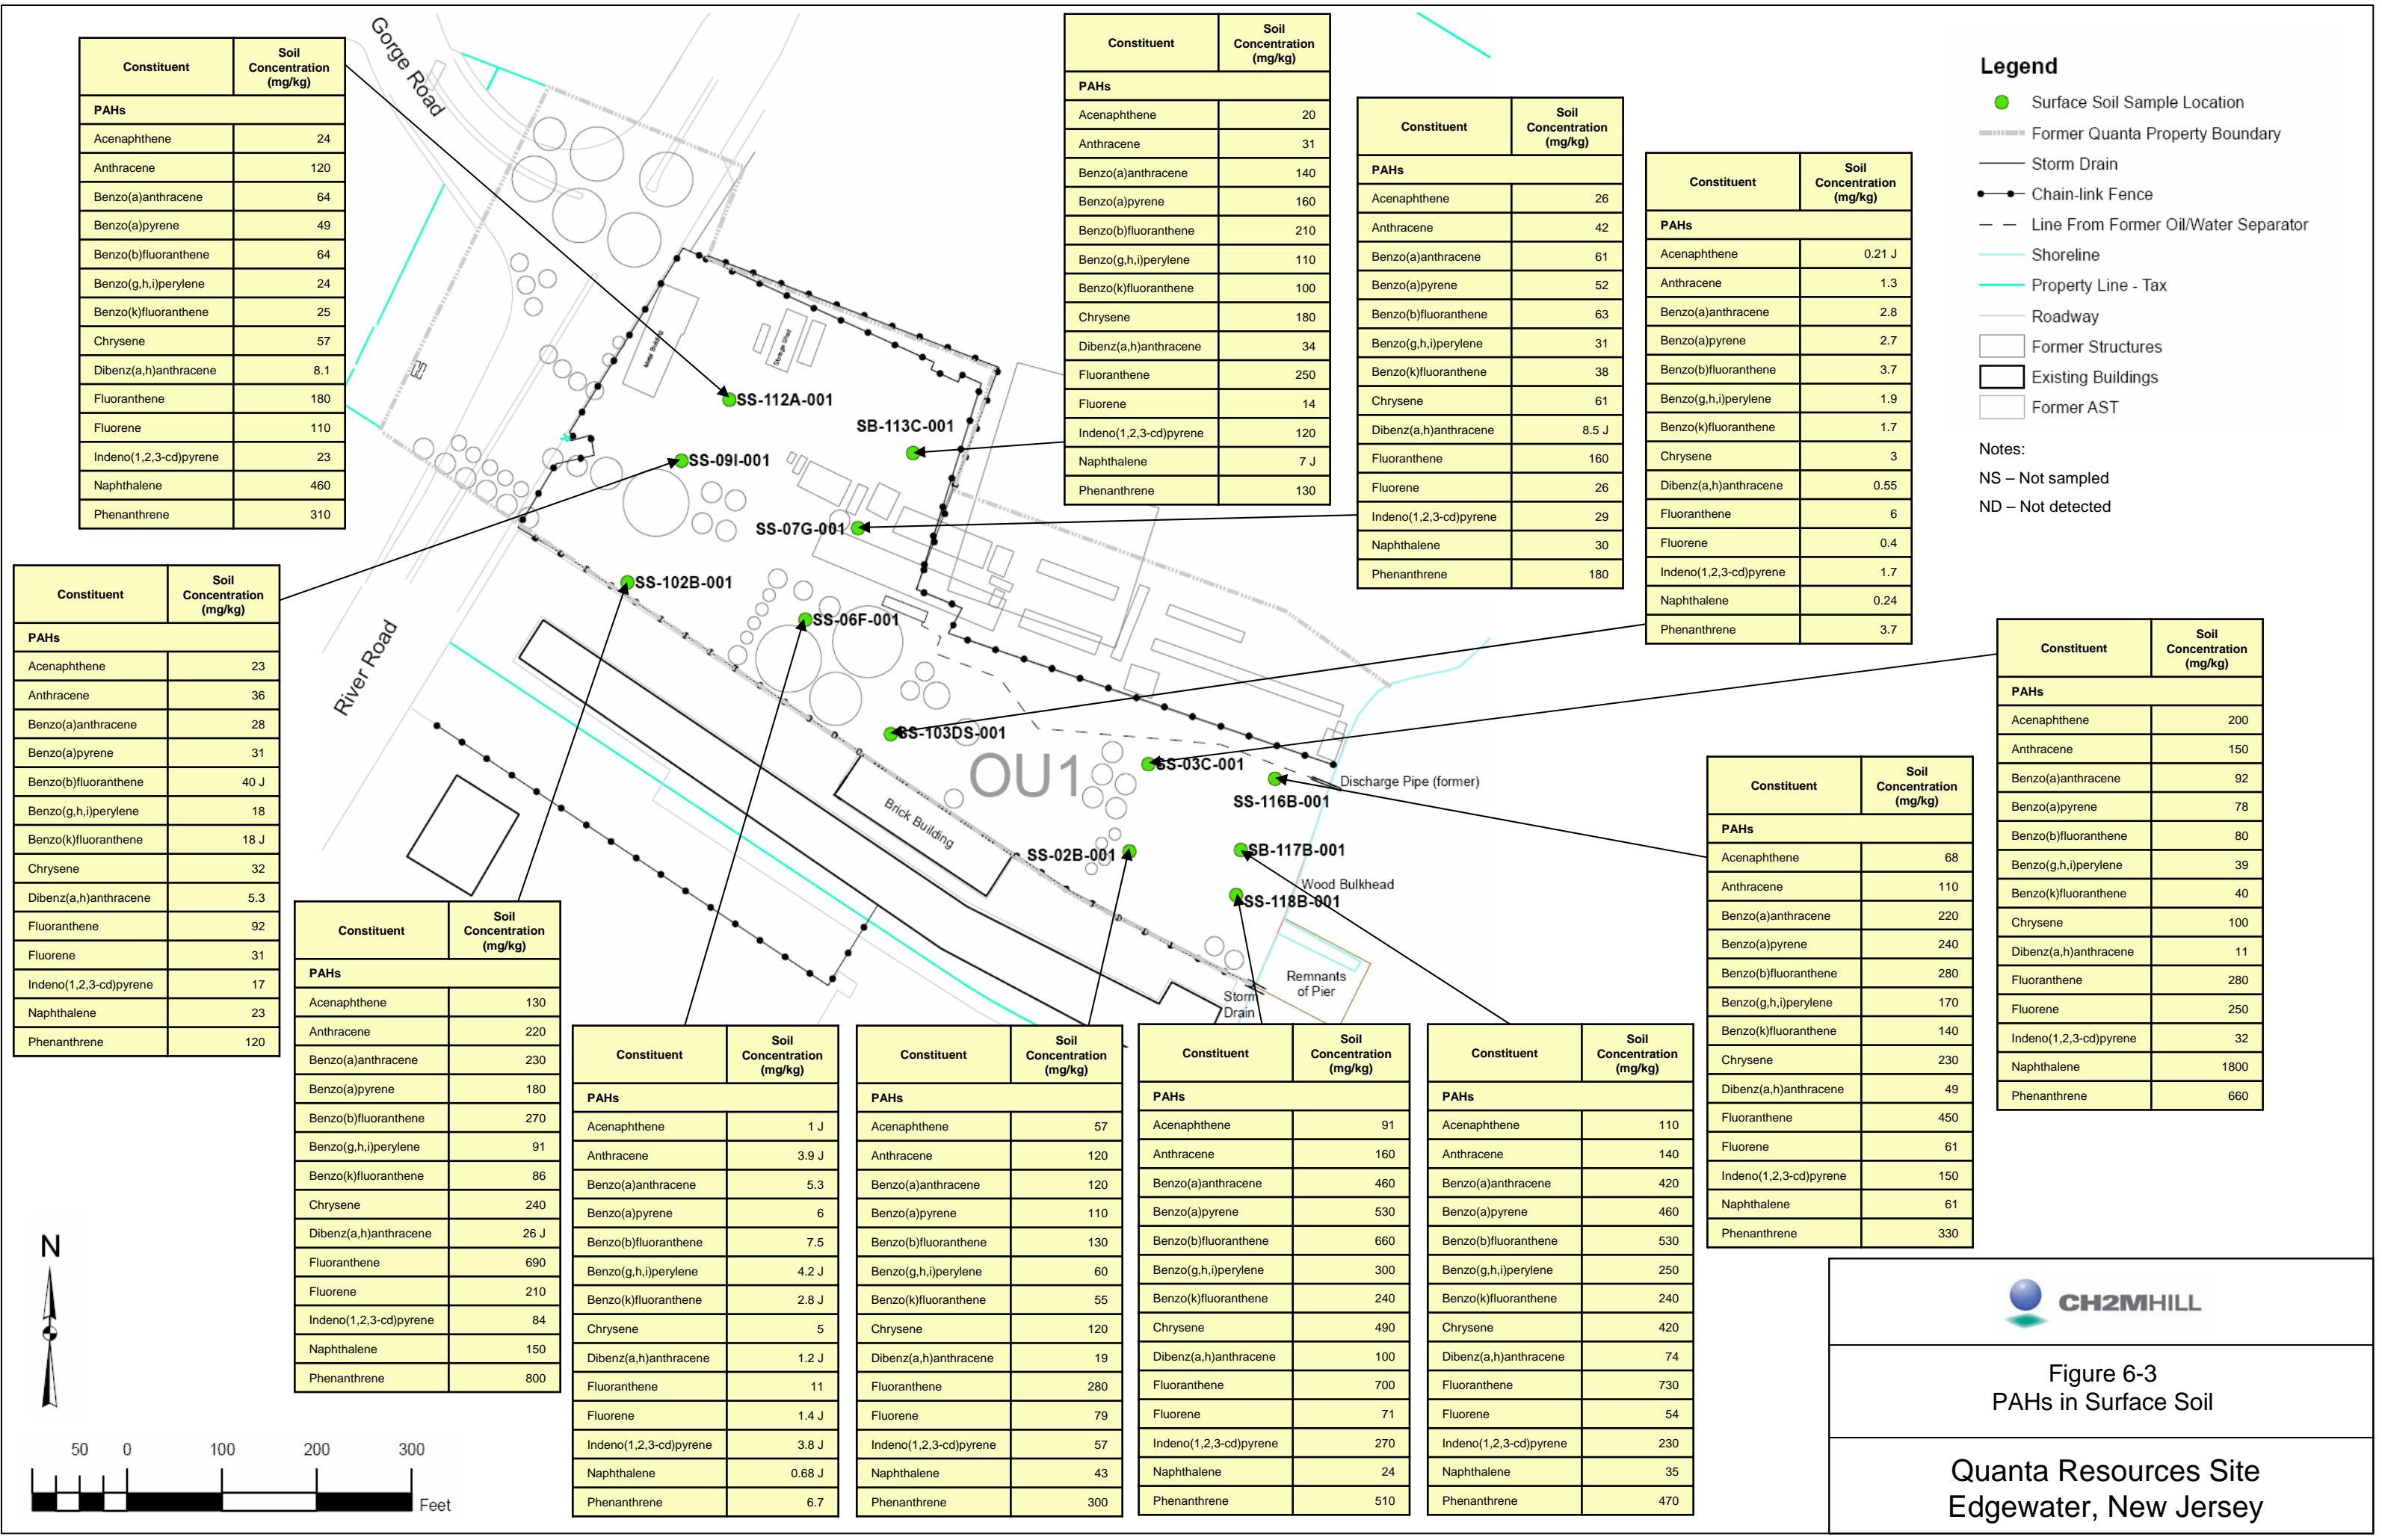 Gorge Road
River Road
Constituent
Soil
Concentration
(mg/kg)
PAHs
Acenaphthene 24
Anthracene 120
Benzo(a)anthracene 64
Benzo(a)pyrene 49
Benzo(b)fluoranthene 64
Benzo(g,h,i)perylene 24
Benzo(k)fluoranthene 25
Chrysene 57
Dibenz(a,h)anthracene 8.1
Fluoranthene 180
Fluorene 110
Indeno(1,2,3-cd)pyrene 23
Naphthalene 460
Phenanthrene 310
Constituent
Soil
Concentration
(mg/kg)
PAHs
Acenaphthene 20
Anthracene 31
Benzo(a)anthracene 140
Benzo(a)pyrene 160
Benzo(b)fluoranthene 210
Benzo(g,h,i)perylene 110
Benzo(k)fluoranthene 100
Chrysene 180
Dibenz(a,h)anthracene 34
Fluoranthene 250
Fluorene 14
Indeno(1,2,3-cd)pyrene 120
Naphthalene 7 J
Phenanthrene 130
Constituent
Soil
Concentration
(mg/kg)
PAHs
Acenaphthene 26
Anthracene 42
Benzo(a)anthracene 61
Benzo(a)pyrene 52
Benzo(b)fluoranthene 63
Benzo(g,h,i)perylene 31
Benzo(k)fluoranthene 38
Chrysene 61
Dibenz(a,h)anthracene 8.5 J
Fluoranthene 160
Fluorene 26
Indeno(1,2,3-cd)pyrene 29
Naphthalene 30
Phenanthrene 180
Constituent
Soil
Concentration
(mg/kg)
PAHs
Acenaphthene 0.21 J
Anthracene 1.3
Benzo(a)anthracene 2.8
Benzo(a)pyrene 2.7
Benzo(b)fluoranthene 3.7
Benzo(g,h,i)perylene 1.9
Benzo(k)fluoranthene 1.7
Chrysene 3
Dibenz(a,h)anthracene 0.55
Fluoranthene 6
Fluorene 0.4
Indeno(1,2,3-cd)pyrene 1.7
Naphthalene 0.24
Phenanthrene 3.7
Legend
Surface Soil Sample Location
Former Quanta Property Boundary
Storm Drain
Chain-link Fence
Line From Former Oil/Water Separator
Shoreline
Property Line - Tax
Roadway
Former Structures
Existing Buildings
Former AST
Notes:
NS – Not sampled
ND – Not detected
Metal Building
Storage Shed
SS-112A-001
SB-113C-001
SS-09I-001
SS-07G-001
SS-102B-001
SS-06F-001
SS-103DS-001
OU1
SS-03C-001
Discharge Pipe (former)
SS-116B-001
Brick Building
SS-02B-001
SB-117B-001
Wood Bulkhead
SS-118B-001
Remnants
of Pier
Storm
Drain
Constituent
Soil
Concentration
(mg/kg)
PAHs
Acenaphthene 23
Anthracene 36
Benzo(a)anthracene 28
Benzo(a)pyrene 31
Benzo(b)fluoranthene 40 J
Benzo(g,h,i)perylene 18
Benzo(k)fluoranthene 18 J
Chrysene 32
Dibenz(a,h)anthracene 5.3
Fluoranthene 92
Fluorene 31
Indeno(1,2,3-cd)pyrene 17
Naphthalene 23
Phenanthrene 120
Constituent
Soil
Concentration
(mg/kg)
PAHs
Acenaphthene 130
Anthracene 220
Benzo(a)anthracene 230
Benzo(a)pyrene 180
Benzo(b)fluoranthene 270
Benzo(g,h,i)perylene 91
Benzo(k)fluoranthene 86
Chrysene 240
Dibenz(a,h)anthracene 26 J
Fluoranthene 690
Fluorene 210
Indeno(1,2,3-cd)pyrene 84
Naphthalene 150
Phenanthrene 800
Constituent
Soil
Concentration
(mg/kg)
PAHs
Acenaphthene 1 J
Anthracene 3.9 J
Benzo(a)anthracene 5.3
Benzo(a)pyrene 6
Benzo(b)fluoranthene 7.5
Benzo(g,h,i)perylene 4.2 J
Benzo(k)fluoranthene 2.8 J
Chrysene 5
Dibenz(a,h)anthracene 1.2 J
Fluoranthene 11
Fluorene 1.4 J
Indeno(1,2,3-cd)pyrene 3.8 J
Naphthalene 0.68 J
Phenanthrene 6.7
Constituent
Soil
Concentration
(mg/kg)
PAHs
Acenaphthene 57
Anthracene 120
Benzo(a)anthracene 120
Benzo(a)pyrene 110
Benzo(b)fluoranthene 130
Benzo(g,h,i)perylene 60
Benzo(k)fluoranthene 55
Chrysene 120
Dibenz(a,h)anthracene 19
Fluoranthene 280
Fluorene 79
Indeno(1,2,3-cd)pyrene 57
Naphthalene 43
Phenanthrene 300
Constituent
Soil
Concentration
(mg/kg)
PAHs
Acenaphthene 91
Anthracene 160
Benzo(a)anthracene 460
Benzo(a)pyrene 530
Benzo(b)fluoranthene 660
Benzo(g,h,i)perylene 300
Benzo(k)fluoranthene 240
Chrysene 490
Dibenz(a,h)anthracene 100
Fluoranthene 700
Fluorene 71
Indeno(1,2,3-cd)pyrene 270
Naphthalene 24
Phenanthrene 510
Constituent
Soil
Concentration
(mg/kg)
PAHs
Acenaphthene 110
Anthracene 140
Benzo(a)anthracene 420
Benzo(a)pyrene 460
Benzo(b)fluoranthene 530
Benzo(g,h,i)perylene 250
Benzo(k)fluoranthene 240
Chrysene 420
Dibenz(a,h)anthracene 74
Fluoranthene 730
Fluorene 54
Indeno(1,2,3-cd)pyrene 230
Naphthalene 35
Phenanthrene 470
Constituent
Soil
Concentration
(mg/kg)
PAHs
Acenaphthene 68
Anthracene 110
Benzo(a)anthracene 220
Benzo(a)pyrene 240
Benzo(b)fluoranthene 280
Benzo(g,h,i)perylene 170
Benzo(k)fluoranthene 140
Chrysene 230
Dibenz(a,h)anthracene 49
Fluoranthene 450
Fluorene 61
Indeno(1,2,3-cd)pyrene 150
Naphthalene 61
Phenanthrene 330
Constituent
Soil
Concentration
(mg/kg)
PAHs
Acenaphthene 200
Anthracene 150
Benzo(a)anthracene 92
Benzo(a)pyrene 78
Benzo(b)fluoranthene 80
Benzo(g,h,i)perylene 39
Benzo(k)fluoranthene 40
Chrysene 100
Dibenz(a,h)anthracene 11
Fluoranthene 280
Fluorene 250
Indeno(1,2,3-cd)pyrene 32
Naphthalene 1800
Phenanthrene 660
N
50 0 100 200 300
Feet
CH2MHILL
Figure 6-3
PAHs in Surface Soil
Quanta Resources Site
Edgewater, New Jersey